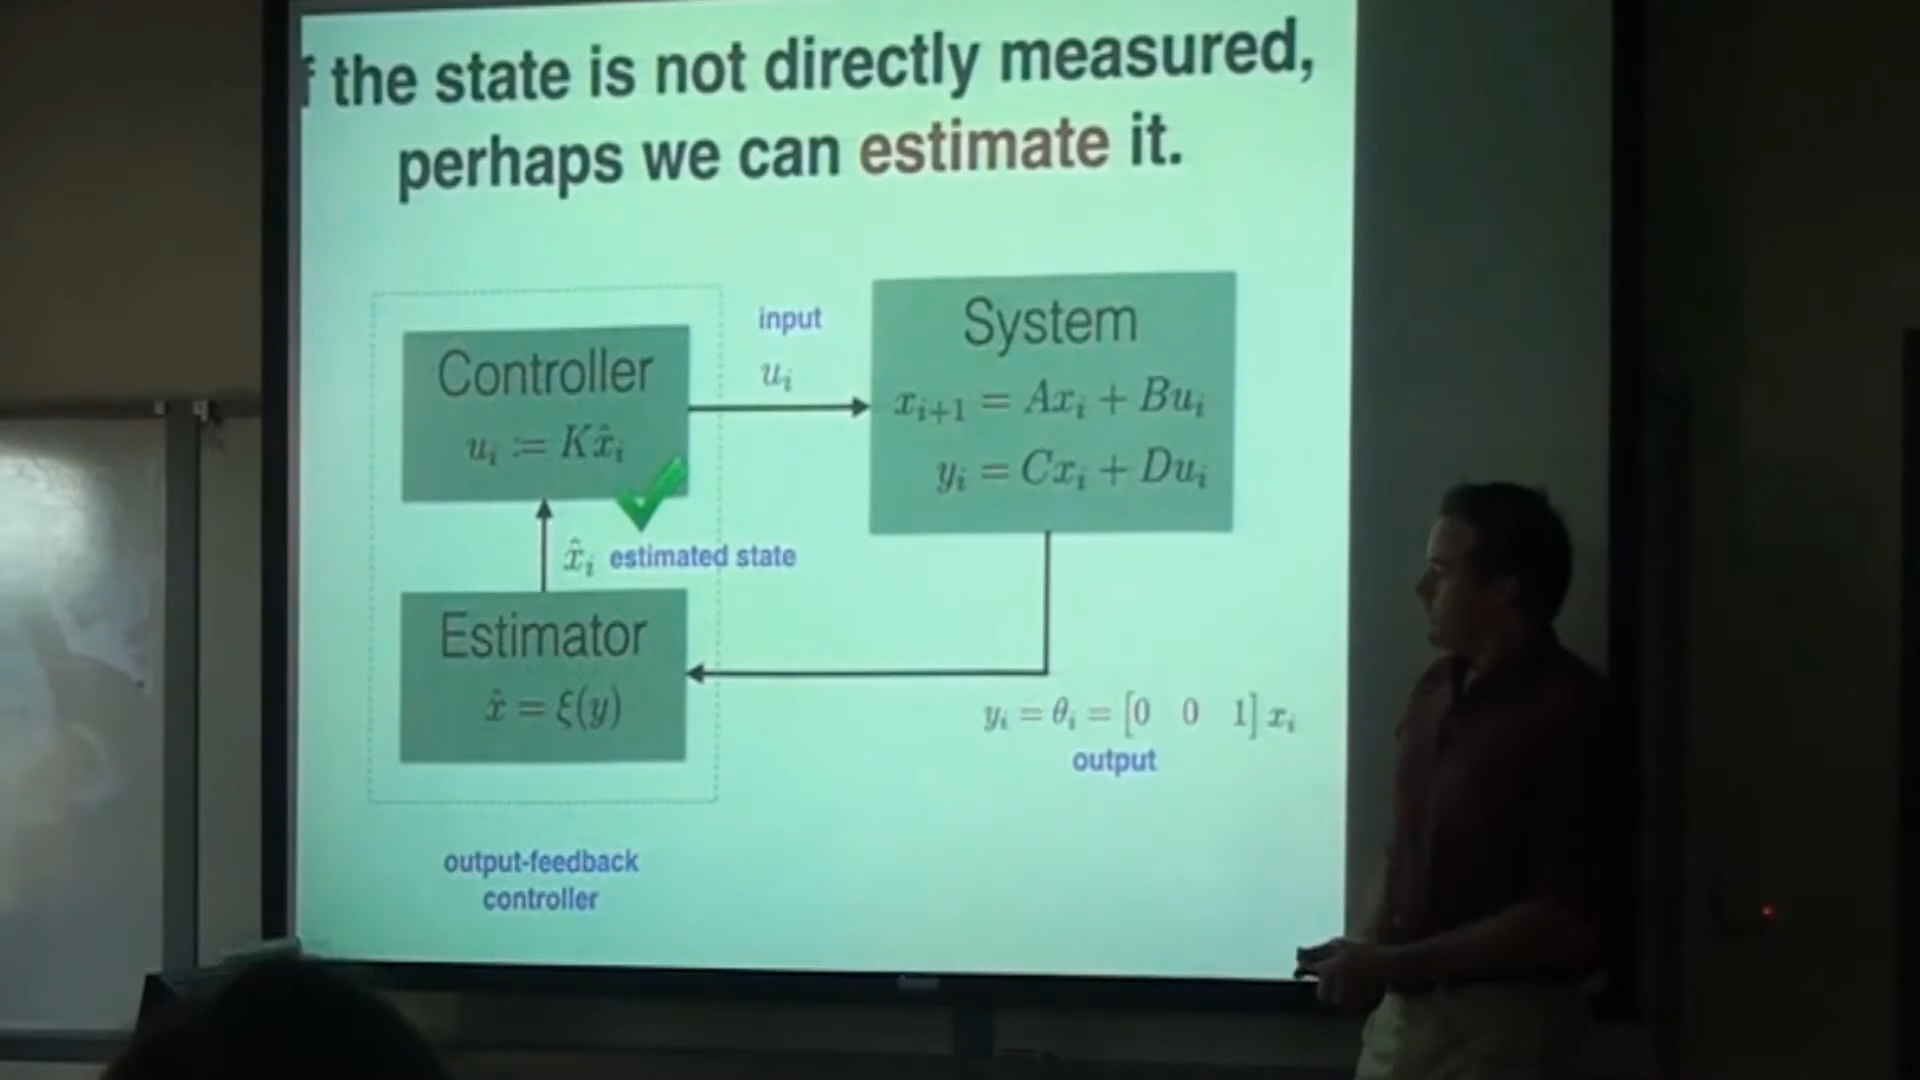 f the state is not directly measured,
perhaps we can estimate it.
Controller
u_i := Kx̂_i
input
u_i
System
x_{i+1} = Ax_i + Bu_i
y_i = Cx_i + Du_i
x̂_i estimated state
Estimator
x̂ = ξ(y)
y_i = θ_i = [0 0 1] x_i
output
output-feedback
controller